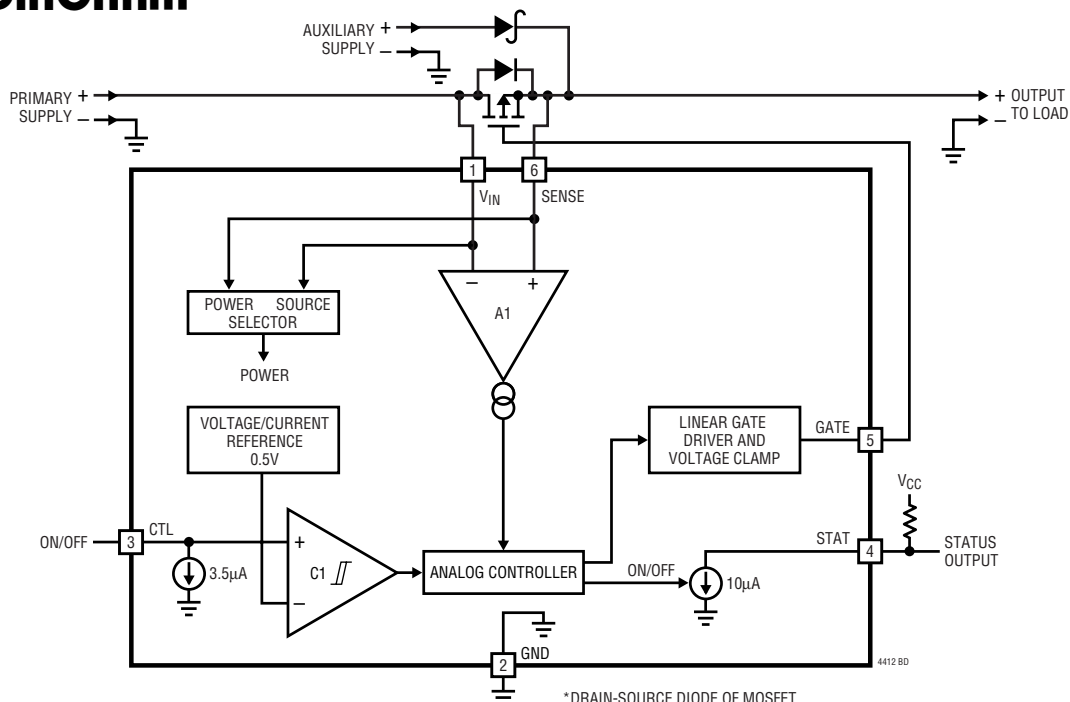 AUXILIARY +
SUPPLY –
PRIMARY +
SUPPLY –
+ OUTPUT
– TO LOAD
1
6
VIN
SENSE
POWER SOURCE
SELECTOR
POWER
– +
A1
VOLTAGE/CURRENT
REFERENCE
0.5V
LINEAR GATE
DRIVER AND
VOLTAGE CLAMP
GATE
5
VCC
ON/OFF
3
CTL
3.5µA
+
C1
–
ANALOG CONTROLLER
ON/OFF
10µA
STAT
4
STATUS
OUTPUT
2
GND
4412 BD
*DRAIN-SOURCE DIODE OF MOSFET